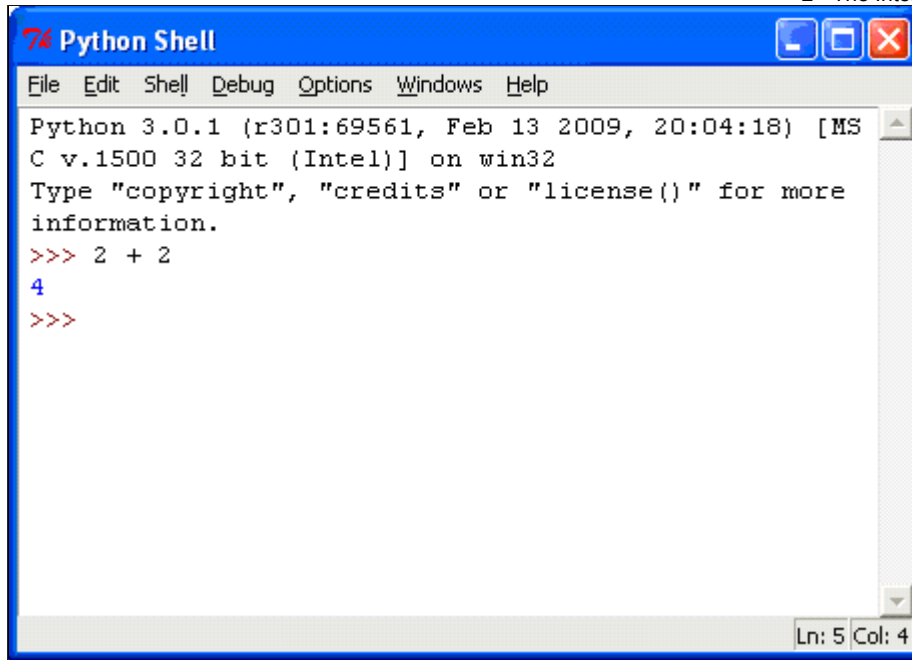 Python Shell
File Edit Shell Debug Options Windows Help
Python 3.0.1 (r301:69561, Feb 13 2009, 20:04:18) [MS
C v.1500 32 bit (Intel)] on win32
Type "copyright", "credits" or "license()" for more
information.
>>> 2 + 2
4
>>>
Ln: 5 Col: 4